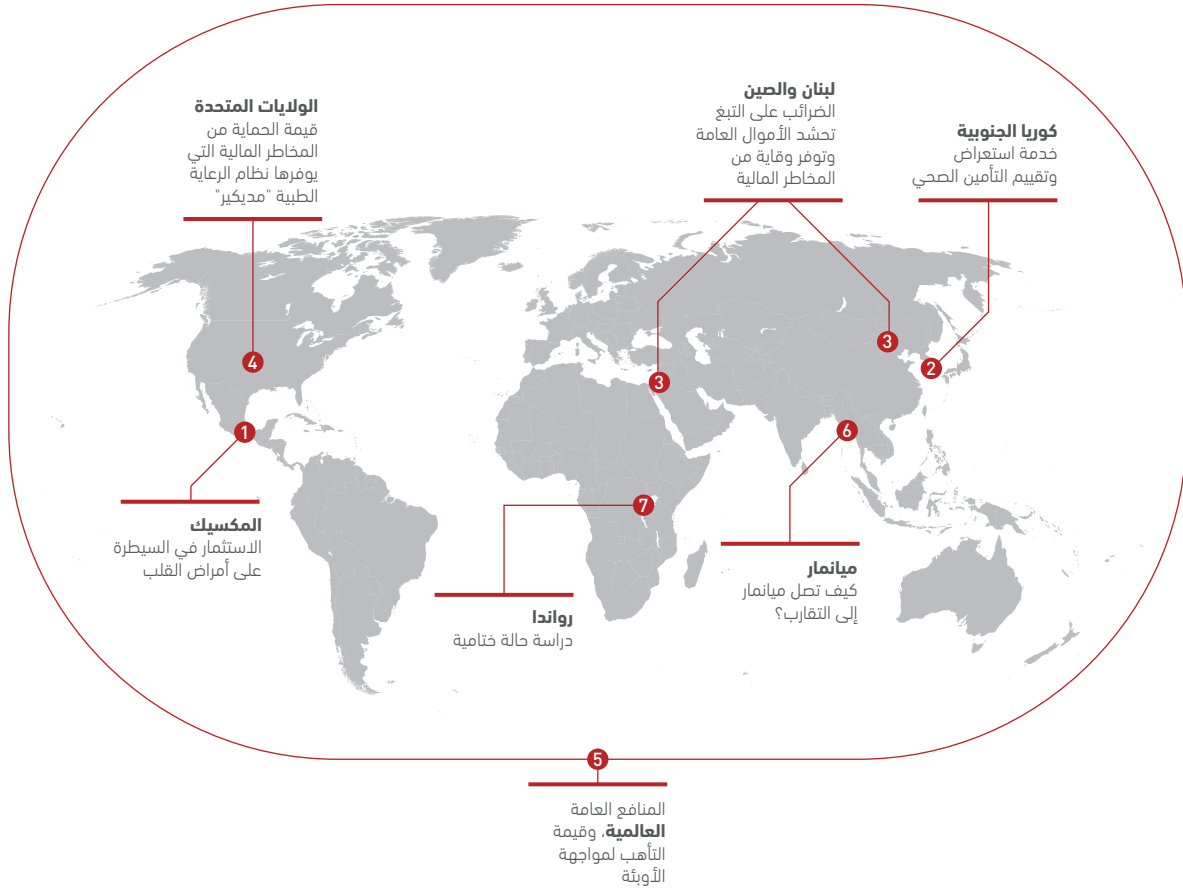 الولايات المتحدة
قيمة الحماية من
المخاطر المالية التي
يوفرها نظام الرعاية
الطبية "مديكير"
لبنان والصين
الضرائب على التبغ
تحشد الأموال العامة
وتوفر وقاية من
المخاطر المالية
كوريا الجنوبية
خدمة استعراض
وتقييم التأمين الصحي
4
3
3
2
1
6
7
المكسيك
الاستثمار في السيطرة
على أمراض القلب
رواندا
دراسة حالة ختامية
ميانمار
كيف تصل ميانمار
إلى التقارب؟
5
المنافع العامة
العالمية، وقيمة
التأهب لمواجهة
الأوبئة